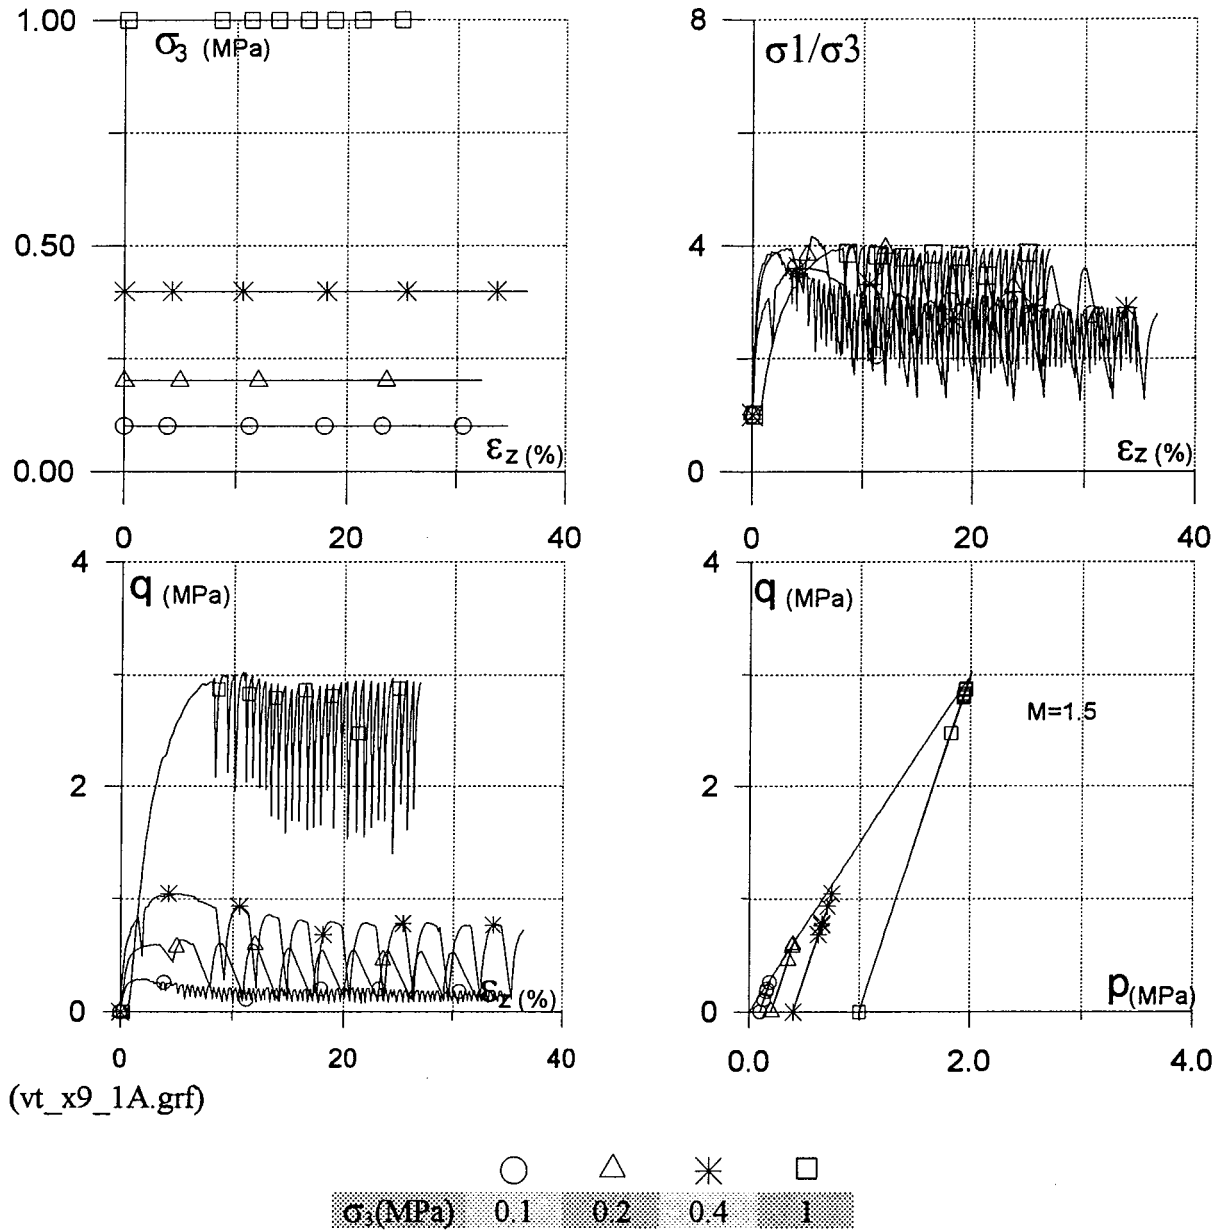 1.00
0.50
0.00
σ3 (MPa)
εz (%)
0 20 40
8
4
0
σ1/σ3
εz (%)
0 20 40
4
2
0
q (MPa)
εz (%)
0 20 40
q (MPa)
4
2
0
M=1.5
p(MPa)
0.0 2.0 4.0
(vt_x9_1A.grf)
σ3(MPa) 0.1 0.2 0.4 1